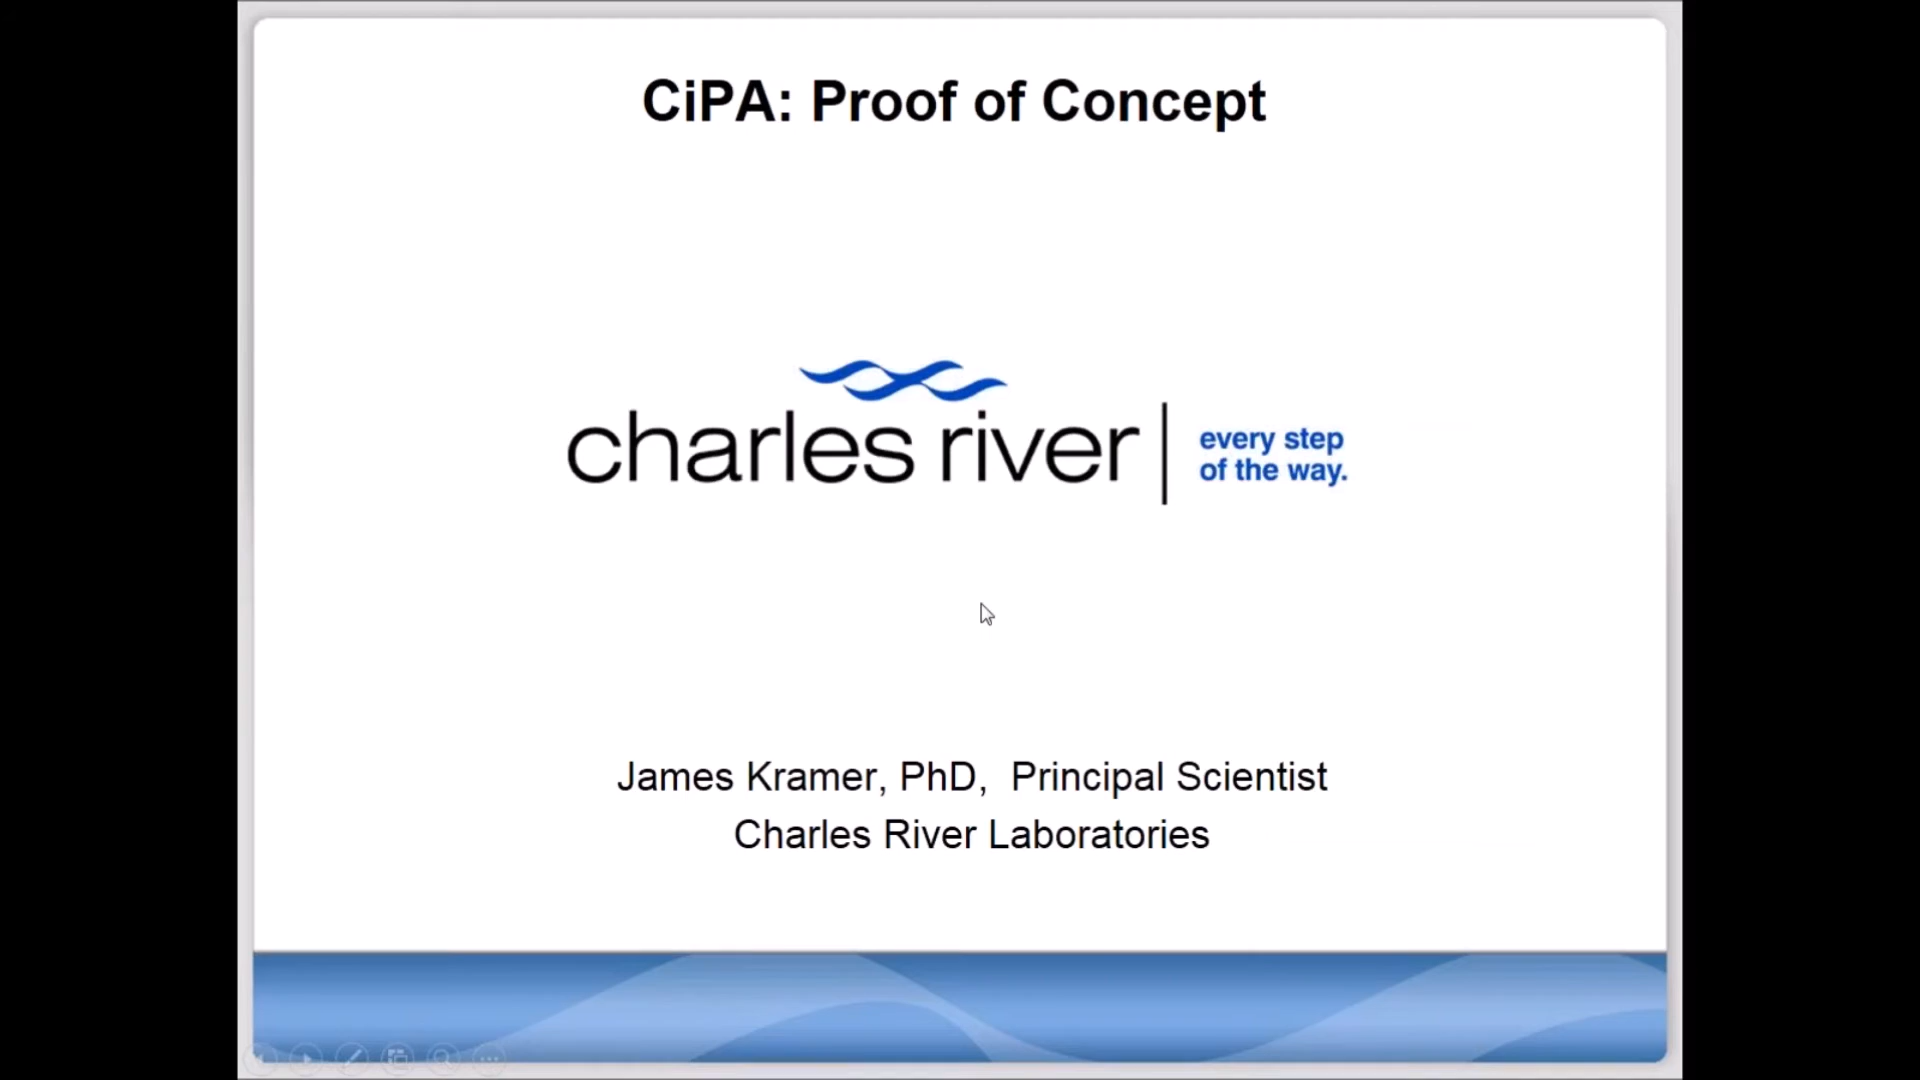 CiPA: Proof of Concept
charles river
every step
of the way.
James Kramer, PhD, Principal Scientist
Charles River Laboratories